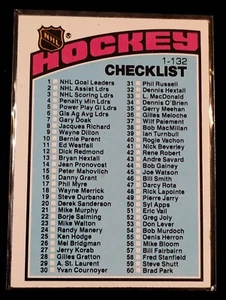 NHL
HOCKEY
1-132
CHECKLIST
1 NHL Goal Leaders
2 NHL Assist Ldrs
3 NHL Scoring Ldrs
4 Penalty Min Ldrs
5 Power Play Gl Ldrs
6 Gls Ag Avg Ldrs
7 Gary Doak
8 Jacques Richard
9 Wayne Dillon
10 Bernie Parent
11 Ed Westfall
12 Dick Redmond
13 Bryan Hextall
14 Jean Pronovost
15 Peter Mahovlich
16 Danny Grant
17 Phil Myre
18 Wayne Merrick
19 Steve Durbano
20 Derek Sanderson
21 Mike Murphy
22 Borje Salming
23 Mike Walton
24 Randy Manery
25 Ken Hodge
26 Mel Bridgman
27 Jerry Korab
28 Gilles Gratton
29 A. St. Laurent
30 Yvan Cournoyer
31 Phil Russell
32 Dennis Hextall
33 L. MacDonald
34 Dennis O'Brien
35 Gerry Meehan
36 Gilles Meloche
37 Wilf Paiement
38 Bob MacMillan
39 Ian Turnbull
40 Rogie Vachon
41 Nick Beverley
42 Rene Robert
43 Andre Savard
44 Bob Gainey
45 Joe Watson
46 Bill Smith
47 Darcy Rota
48 Rick Lapointe
49 Pierre Jarry
50 Syl Apps
51 Eric Vail
52 Greg Joly
53 Don Lever
54 Bob Murdoch
55 Denis Herron
56 Mike Bloom
57 Bill Fairbairn
58 Fred Stanfield
59 Steve Shutt
60 Brad Park